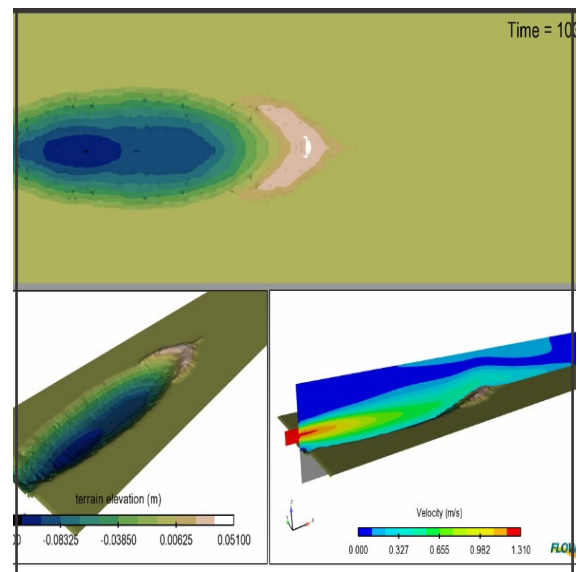 Time = 103
terrain elevation (m)
-0.08325 -0.03850 0.00625 0.05100
Velocity (m/s)
0.000 0.327 0.655 0.982 1.310
FLOW